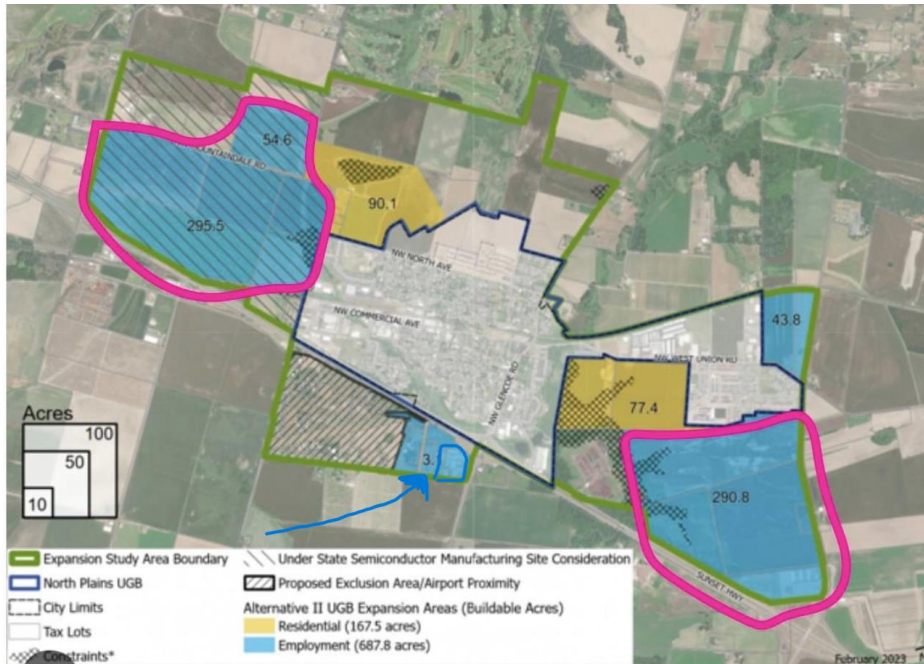 54.6
MOUNTAINDALE RD
295.5
90.1
NW NORTH AVE
NW COMMERCIAL AVE
43.8
NW WEST UNION RD
NW GLENCOE RD
77.4
3.
290.8
SUNSET HWY
Acres
100
50
10
Expansion Study Area Boundary
North Plains UGB
City Limits
Tax Lots
Constraints*
Under State Semiconductor Manufacturing Site Consideration
Proposed Exclusion Area/Airport Proximity
Alternative II UGB Expansion Areas (Buildable Acres)
Residential (167.5 acres)
Employment (687.8 acres)
February 2023